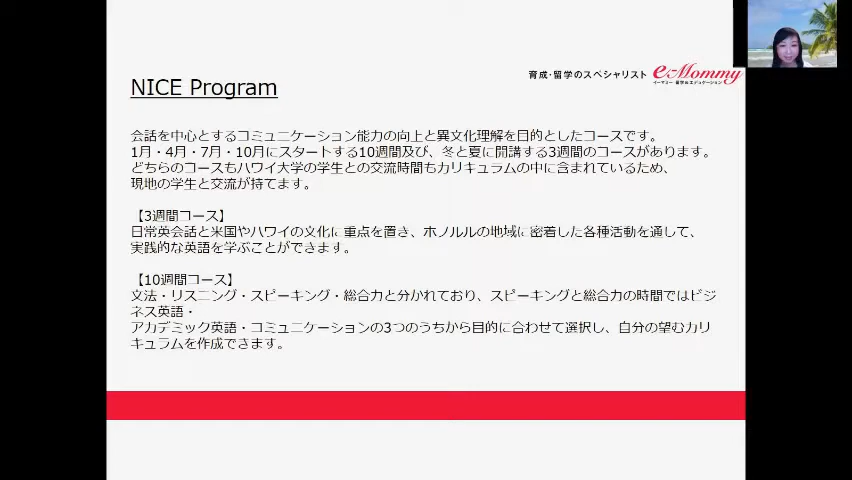 育成・留学のスペシャリスト
e-Mommy
イーマミー 留学&エデュケーション
NICE Program
会話を中心とするコミュニケーション能力の向上と異文化理解を目的としたコースです。
1月・4月・7月・10月にスタートする10週間及び、冬と夏に開講する3週間のコースがあります。
どちらのコースもハワイ大学の学生との交流時間もカリキュラムの中に含まれているため、
現地の学生と交流が持てます。
【3週間コース】
日常英会話と米国やハワイの文化に重点を置き、ホノルルの地域に密着した各種活動を通して、
実践的な英語を学ぶことができます。
【10週間コース】
文法・リスニング・スピーキング・総合力と分かれており、スピーキングと総合力の時間ではビジ
ネス英語・
アカデミック英語・コミュニケーションの3つのうちから目的に合わせて選択し、自分の望むカリ
キュラムを作成できます。